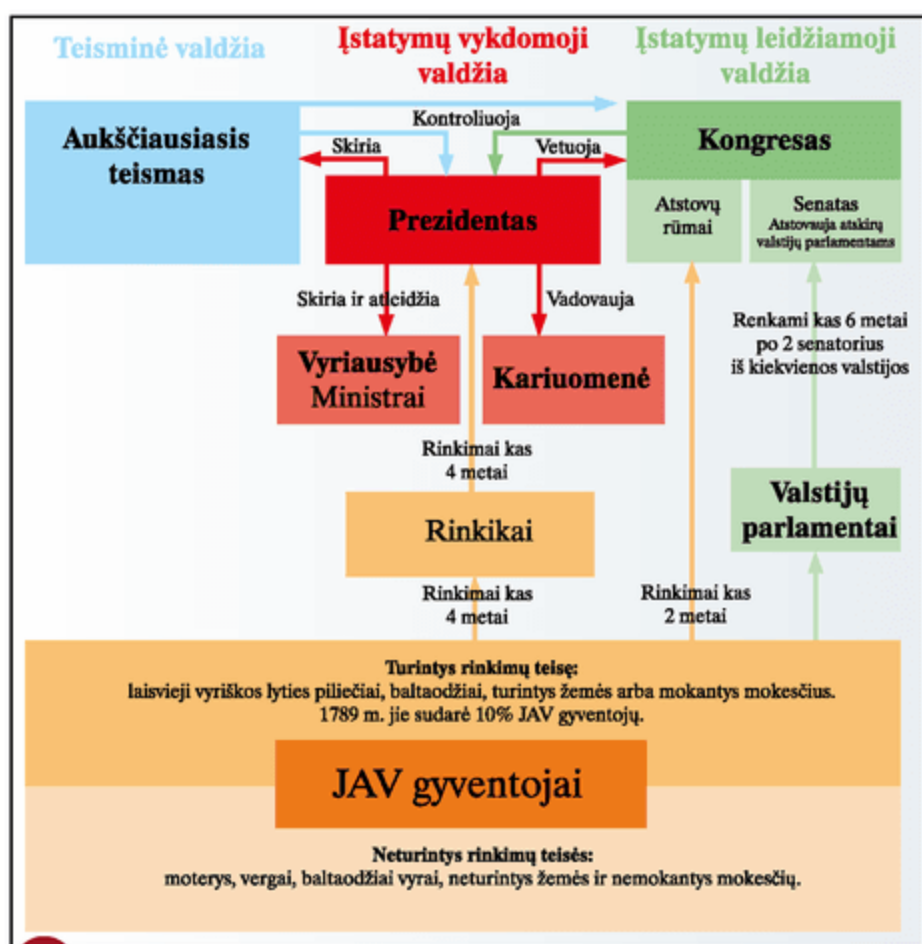 Teisminė valdžia
Įstatymų vykdomoji
valdžia
Įstatymų leidžiamoji
valdžia
Aukščiausiasis
teismas
Kontroliuoja
Skiria
Vetuoja
Kongresas
Prezidentas
Atstovų
rūmai
Senatas
Atstovauja atskirų
valstijų parlamentams
Skiria ir atleidžia
Vadovauja
Vyriausybė
Ministrai
Kariuomenė
Renkami kas 6 metai
po 2 senatorius
iš kiekvienos valstijos
Rinkimai kas
4 metai
Rinkikai
Valstijų
parlamentai
Rinkimai kas
4 metai
Rinkimai kas
2 metai
Turintys rinkimų teisę:
laisvieji vyriškos lyties piliečiai, baltaodžiai, turintys žemės arba mokantys mokesčius.
1789 m. jie sudarė 10% JAV gyventojų.
JAV gyventojai
Neturintys rinkimų teisės:
moterys, vergai, baltaodžiai vyrai, neturintys žemės ir nemokantys mokesčių.